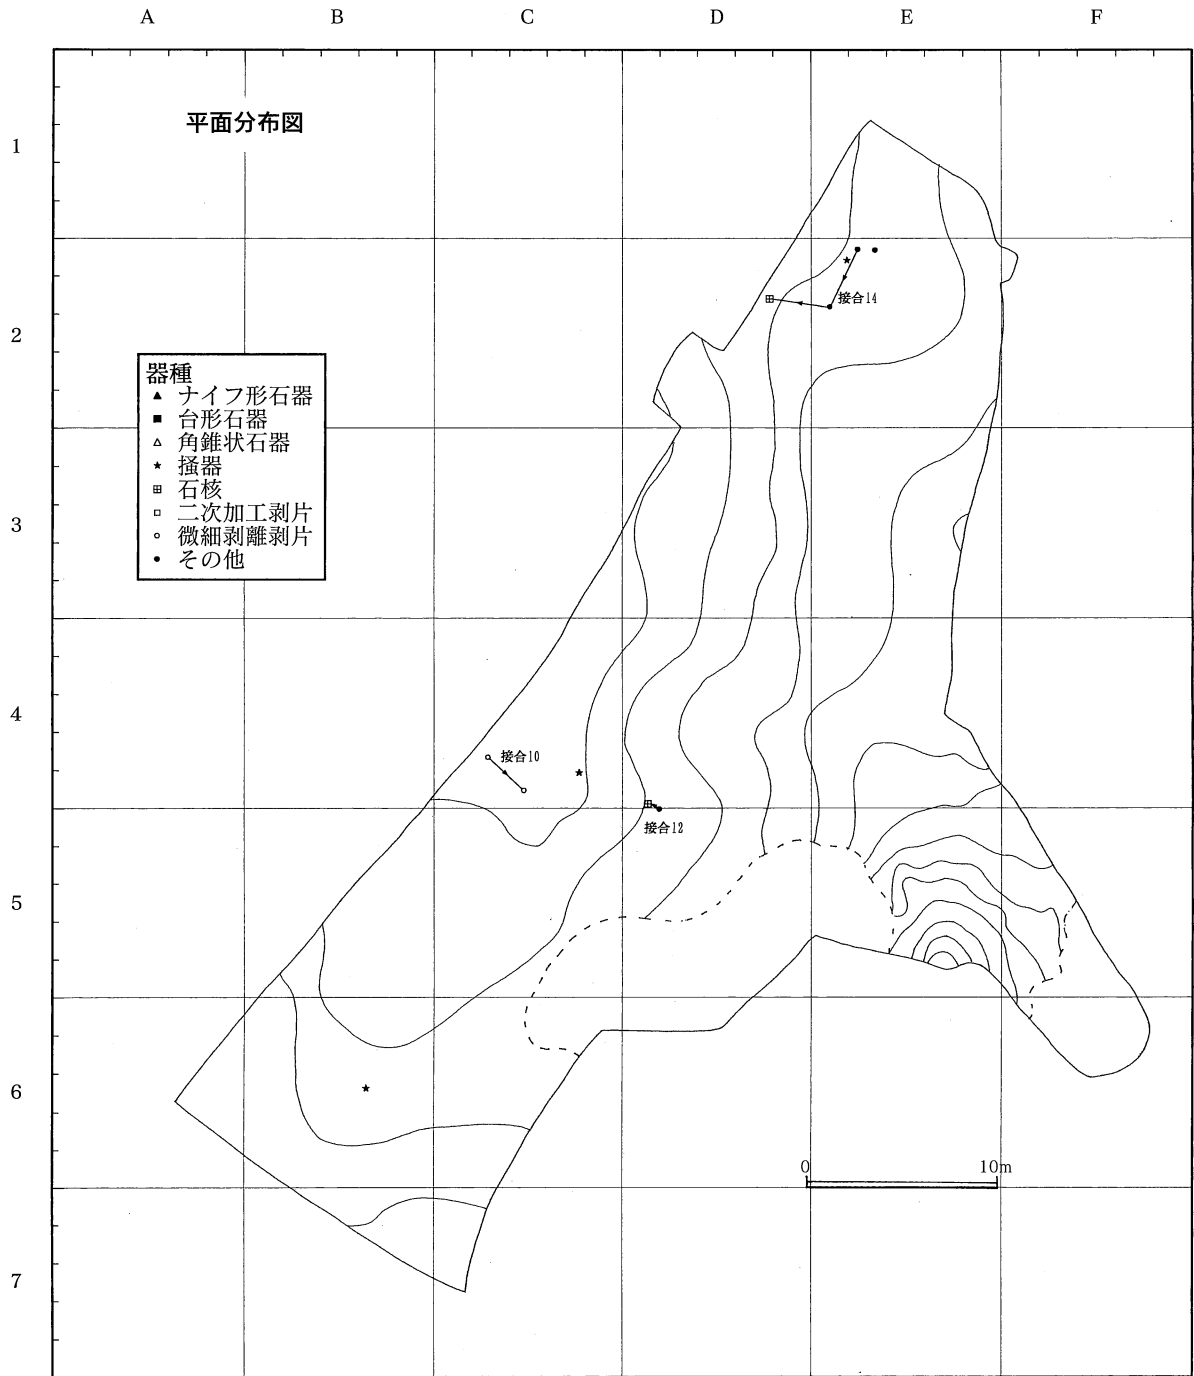 A B C D E F
平面分布図
1
接合14
2
器種
▲ ナイフ形石器
■ 台形石器
△ 角錐状石器
★ 掻器
⊞ 石核
□ 二次加工剥片
○ 微細剥離剥片
● その他
3
4
接合10
接合12
5
6
0 10m
7